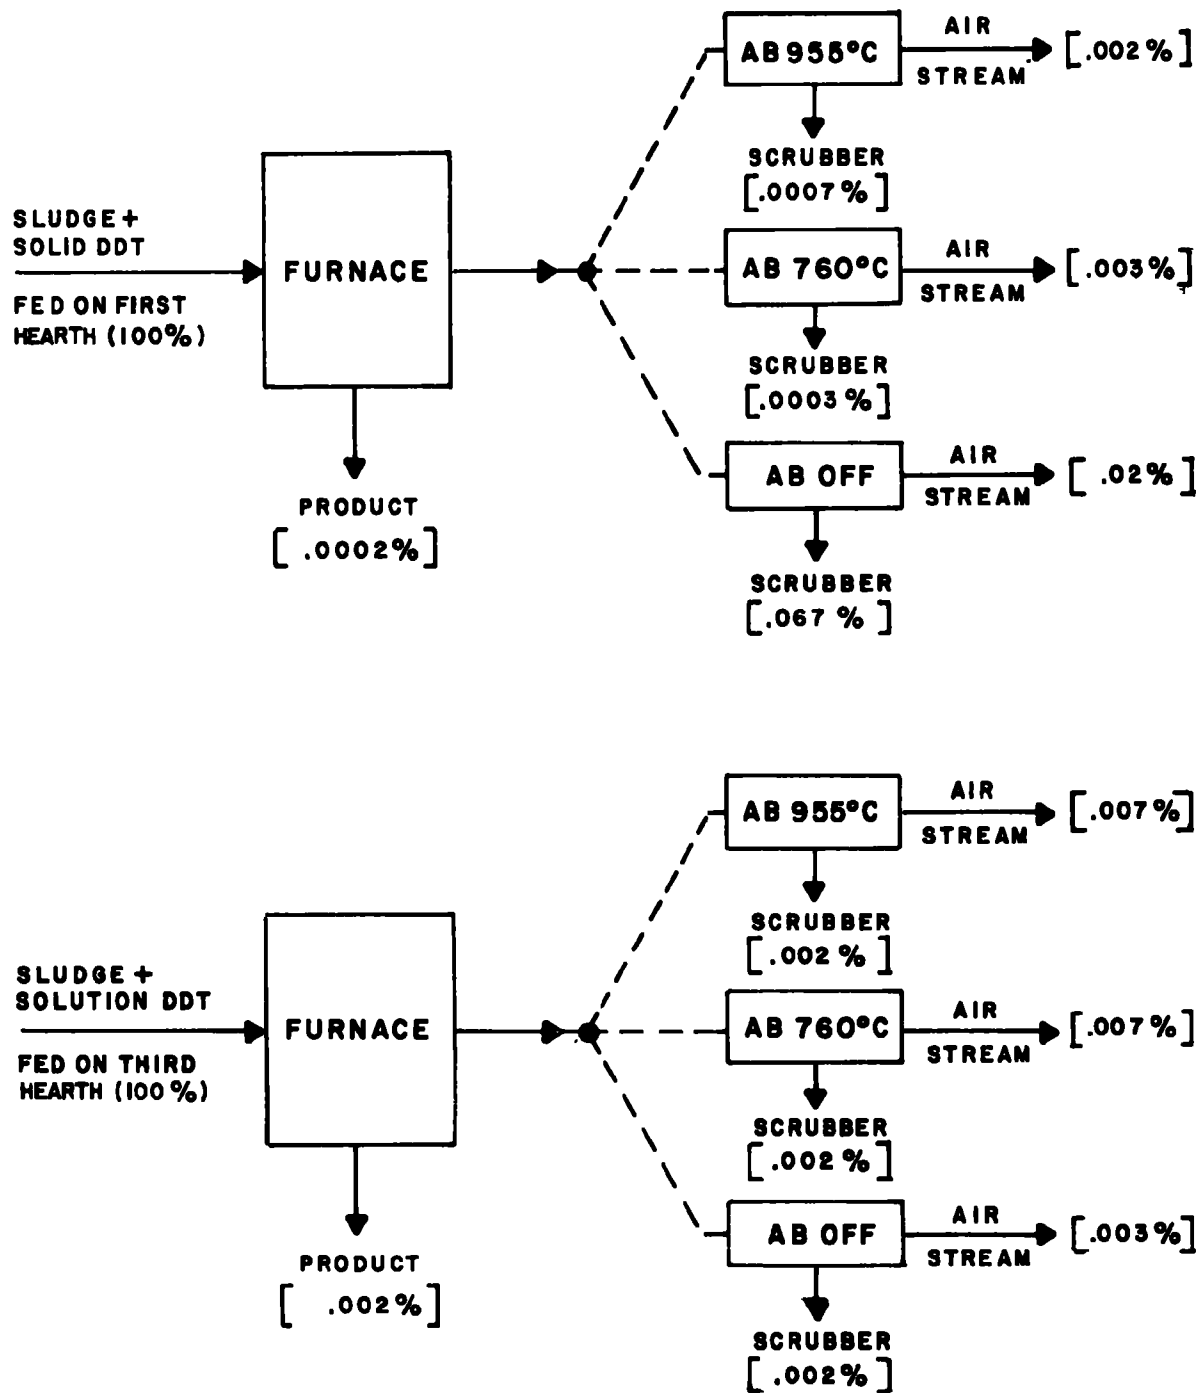 AB 955°C
AIR
STREAM
[.002%]
SCRUBBER
[.0007%]
SLUDGE +
SOLID DDT
FED ON FIRST
HEARTH (100%)
FURNACE
AB 760°C
AIR
STREAM
[.003%]
SCRUBBER
[.0003%]
AB OFF
AIR
STREAM
[.02%]
PRODUCT
[.0002%]
SCRUBBER
[.067%]
AB 955°C
AIR
STREAM
[.007%]
SCRUBBER
[.002%]
SLUDGE +
SOLUTION DDT
FED ON THIRD
HEARTH (100%)
FURNACE
AB 760°C
AIR
STREAM
[.007%]
SCRUBBER
[.002%]
AB OFF
AIR
STREAM
[.003%]
PRODUCT
[.002%]
SCRUBBER
[.002%]